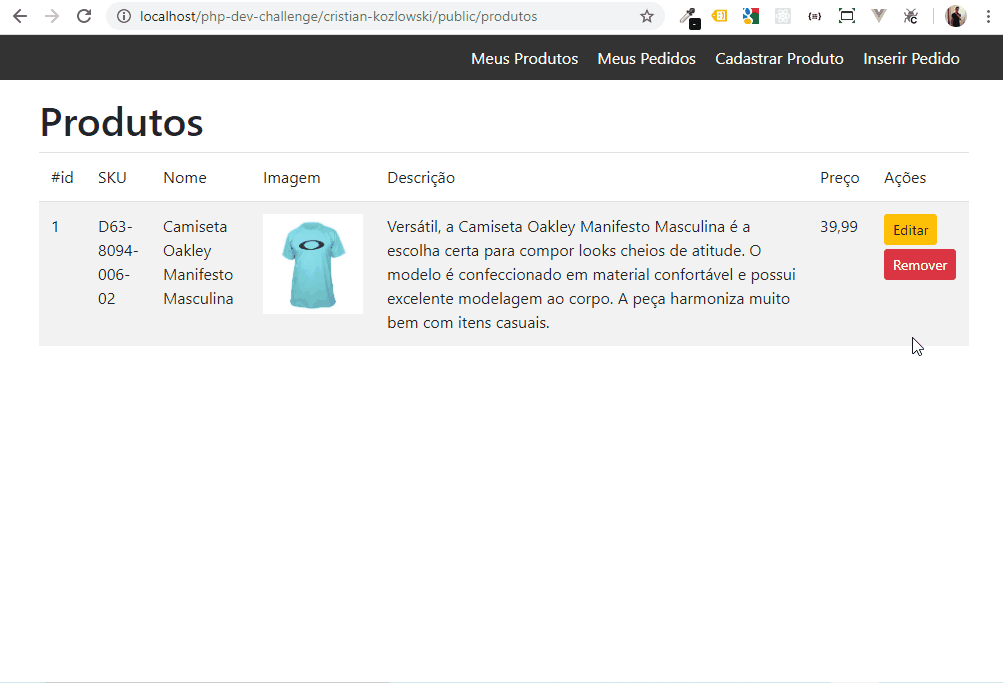 localhost/php-dev-challenge/cristian-kozlowski/public/produtos
Meus Produtos Meus Pedidos Cadastrar Produto Inserir Pedido
Produtos
#id SKU Nome Imagem Descrição Preço Ações
1
D63-
8094-
006-
02
Camiseta
Oakley
Manifesto
Masculina
Versátil, a Camiseta Oakley Manifesto Masculina é a
escolha certa para compor looks cheios de atitude. O
modelo é confeccionado em material confortável e possui
excelente modelagem ao corpo. A peça harmoniza muito
bem com itens casuais.
39,99
Editar
Remover